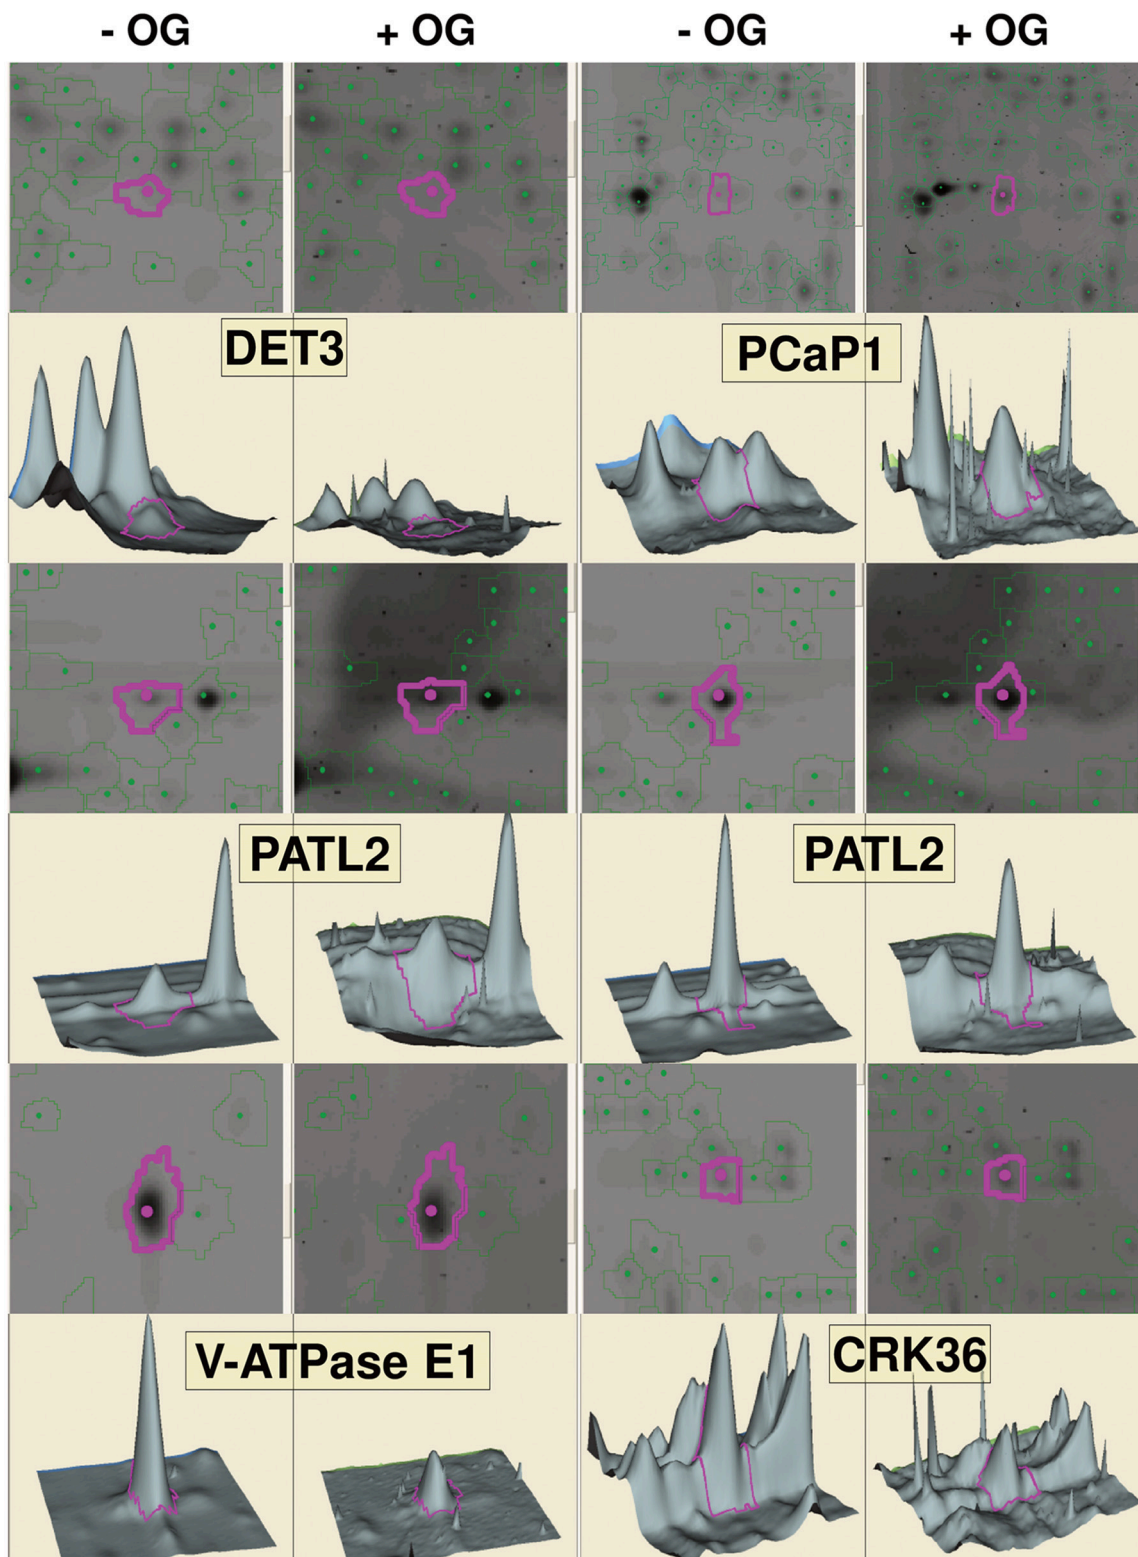 - OG + OG - OG + OG
DET3 PCaP1
PATL2 PATL2
V-ATPase E1 CRK36